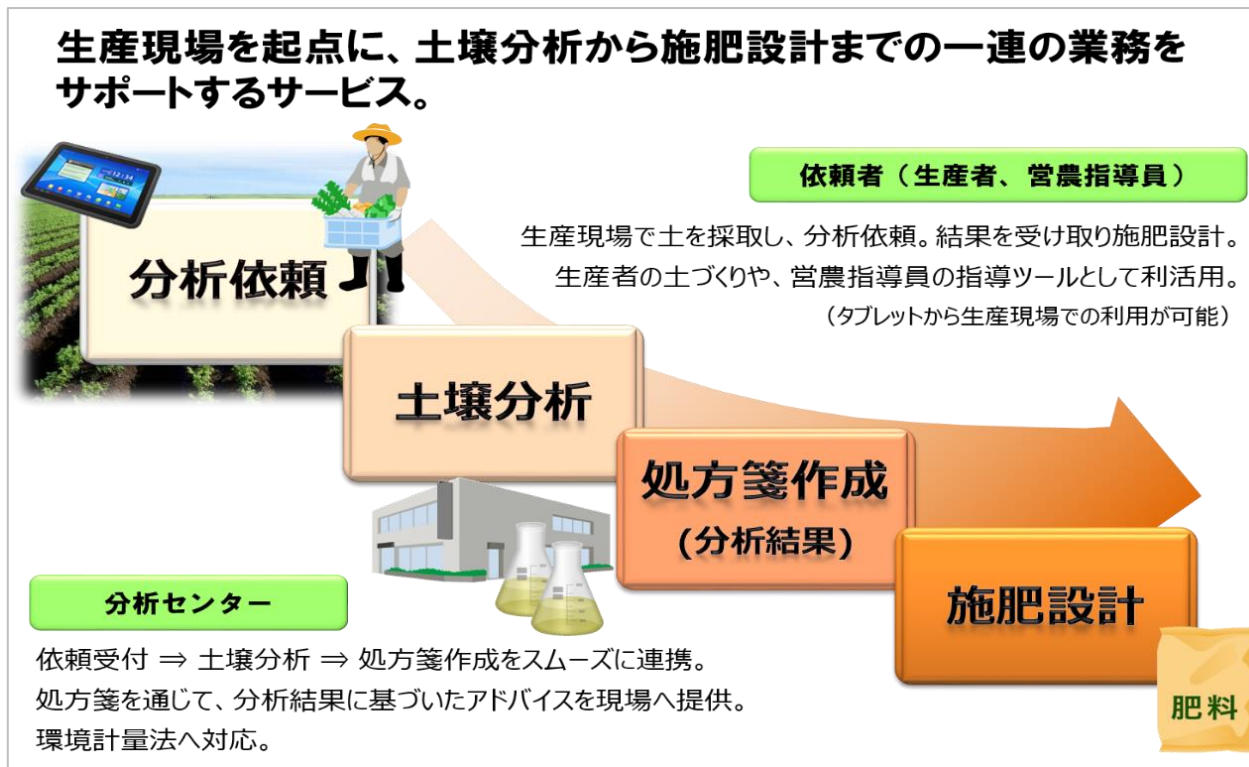 生産現場を起点に、土壌分析から施肥設計までの一連の業務を
サポートするサービス。
依頼者（生産者、営農指導員）
生産現場で土を採取し、分析依頼。結果を受け取り施肥設計。
生産者の土づくりや、営農指導員の指導ツールとして利活用。
（タブレットから生産現場での利用が可能）
分析依頼
土壌分析
処方箋作成
(分析結果)
施肥設計
肥料
分析センター
依頼受付 ⇒ 土壌分析 ⇒ 処方箋作成をスムーズに連携。
処方箋を通じて、分析結果に基づいたアドバイスを現場へ提供。
環境計量法へ対応。